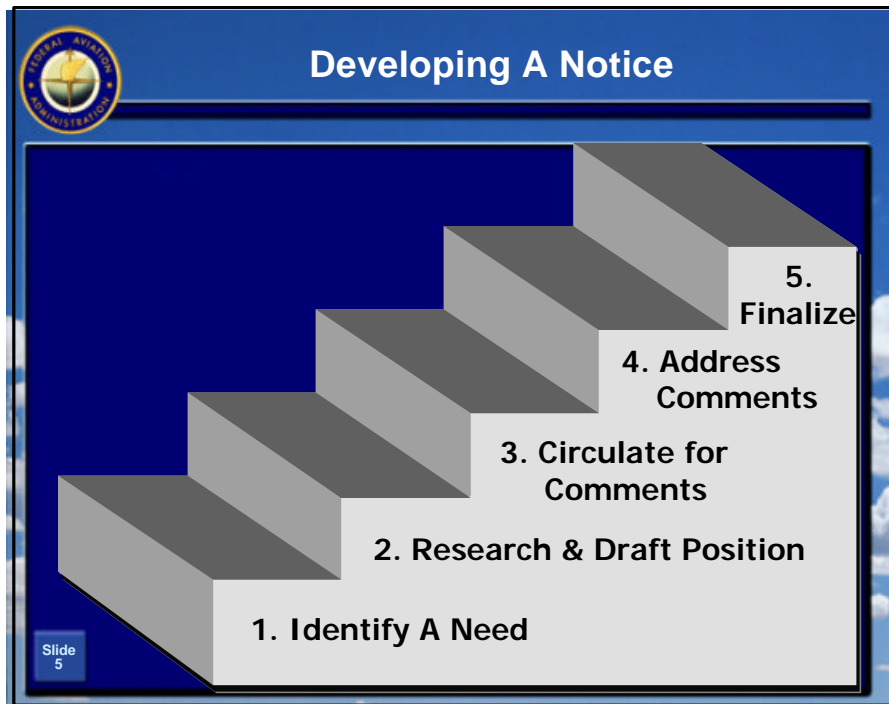 FEDERAL AVIATION
ADMINISTRATION
Developing A Notice
5.
Finalize
4. Address
Comments
3. Circulate for
Comments
2. Research & Draft Position
1. Identify A Need
Slide
5